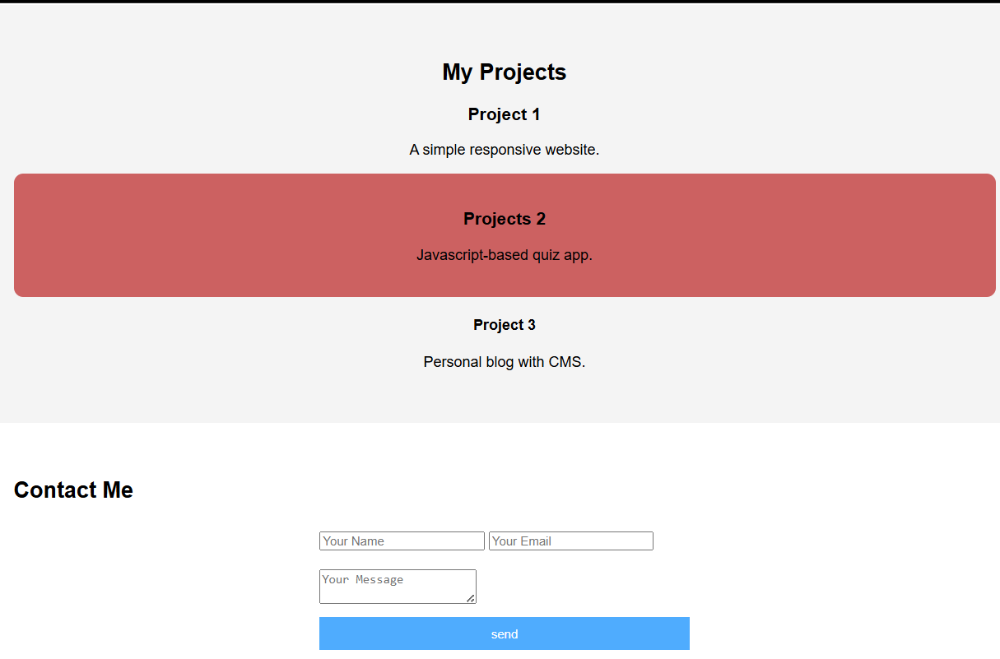 My Projects
Project 1
A simple responsive website.
Projects 2
Javascript-based quiz app.
Project 3
Personal blog with CMS.
Contact Me
Your Name Your Email
Your Message
send